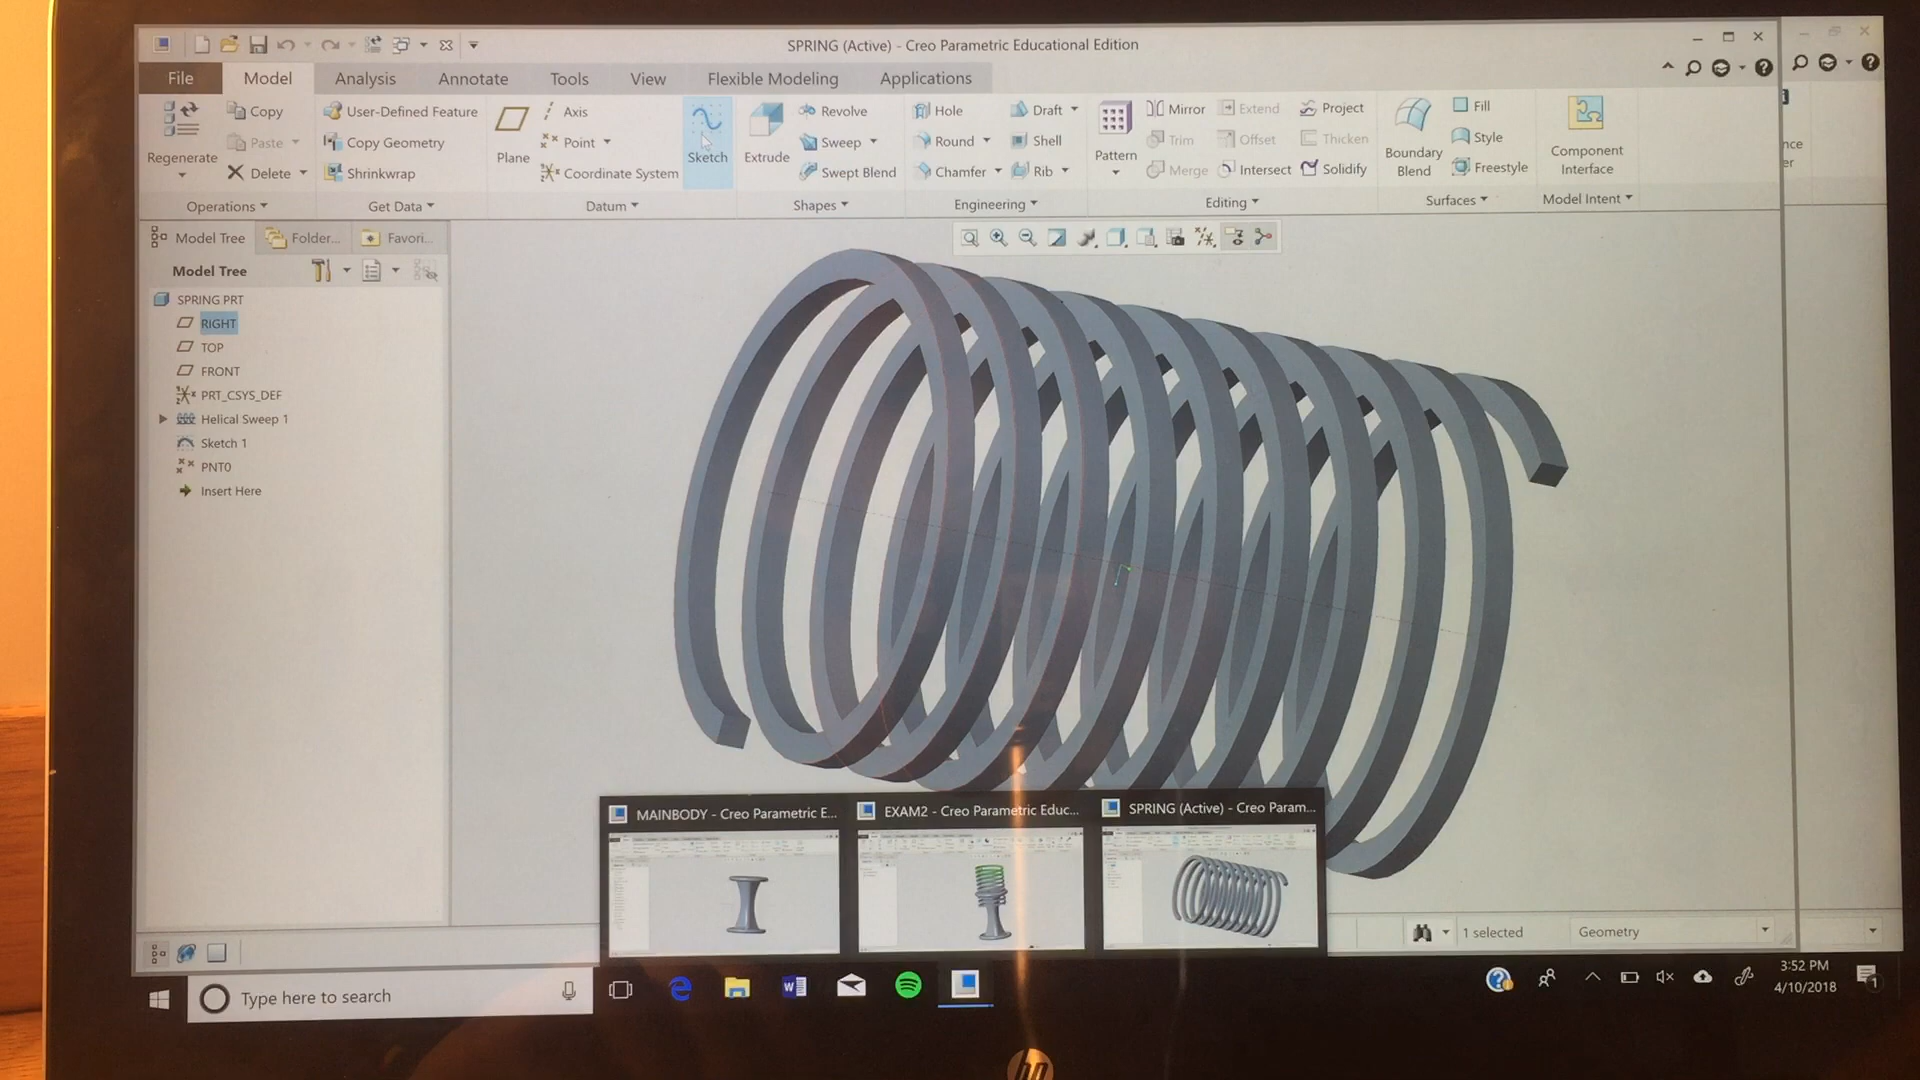 SPRING (Active) - Creo Parametric Educational Edition
File Model Analysis Annotate Tools View Flexible Modeling Applications
Regenerate
Copy
Paste
Delete
Operations
User-Defined Feature
Copy Geometry
Shrinkwrap
Get Data
Plane
Axis
Point
Coordinate System
Datum
Sketch
Extrude
Revolve
Sweep
Swept Blend
Shapes
Hole
Round
Chamfer
Draft
Shell
Rib
Engineering
Pattern
Mirror
Trim
Merge
Extend
Offset
Intersect
Project
Thicken
Solidify
Editing
Boundary
Blend
Fill
Style
Freestyle
Surfaces
Component
Interface
Model Intent
nce
er
Model Tree Folder... Favori...
Model Tree
SPRING PRT
RIGHT
TOP
FRONT
PRT_CSYS_DEF
Helical Sweep 1
Sketch 1
PNT0
Insert Here
MAINBODY - Creo Parametric E...
EXAM2 - Creo Parametric Educ...
SPRING (Active) - Creo Param...
1 selected
Geometry
Type here to search
3:52 PM
4/10/2018
1
hp